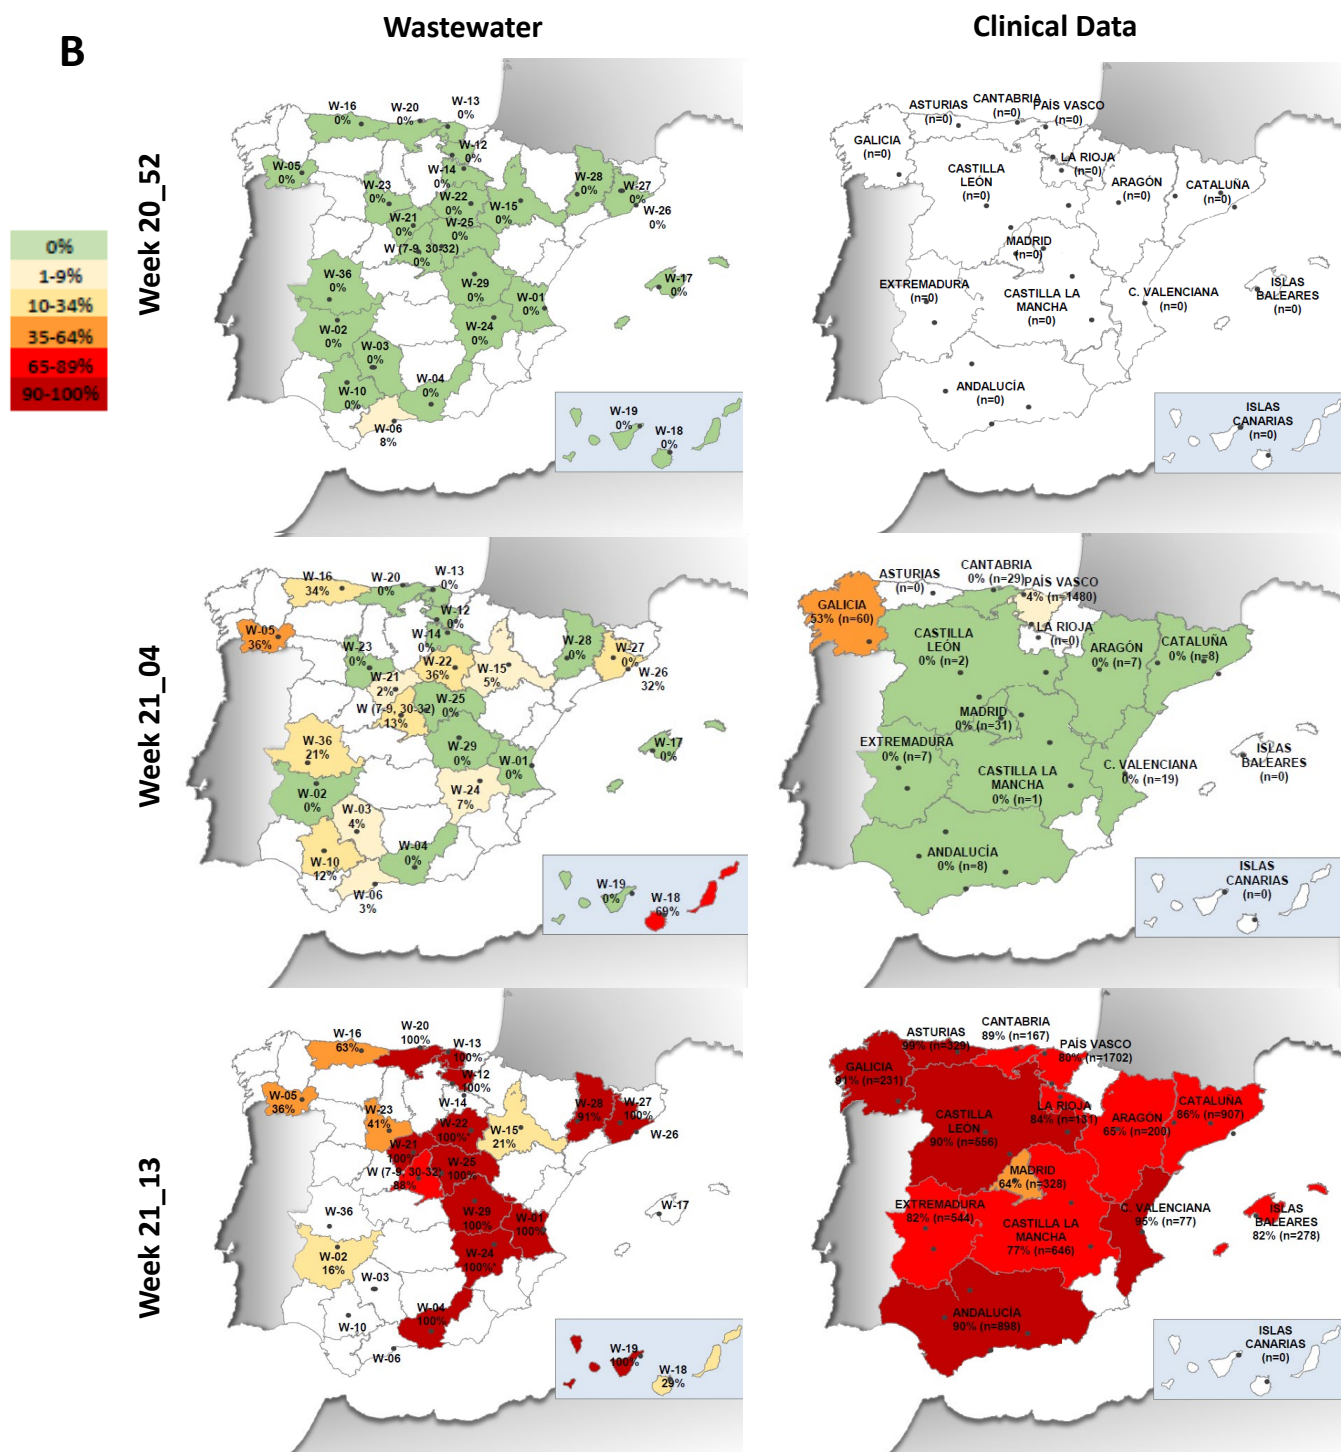 B
Wastewater
Clinical Data
0%
1-9%
10-34%
35-64%
65-89%
90-100%
Week 20_52
W-16
0%
W-20
0%
W-13
0%
W-05
0%
W-12
0%
W-14
0%
W-23
0%
W-22
0%
W-15
0%
W-28
0%
W-27
0%
W-26
0%
W-21
0%
W-25
0%
W (7-9, 30-32)
0%
W-36
0%
W-29
0%
W-01
0%
W-17
0%
W-02
0%
W-24
0%
W-03
0%
W-10
0%
W-04
0%
W-06
8%
W-19
0%
W-18
0%
ASTURIAS
(n=0)
CANTABRIA
(n=0)
PAÍS VASCO
(n=0)
GALICIA
(n=0)
LA RIOJA
(n=0)
CASTILLA
LEÓN
(n=0)
ARAGÓN
(n=0)
CATALUÑA
(n=0)
MADRID
(n=0)
EXTREMADURA
(n=0)
CASTILLA LA
MANCHA
(n=0)
C. VALENCIANA
(n=0)
ISLAS
BALEARES
(n=0)
ANDALUCÍA
(n=0)
ISLAS
CANARIAS
(n=0)
Week 21_04
W-16
34%
W-20
0%
W-13
0%
W-05
36%
W-12
0%
W-14
0%
W-23
0%
W-22
36%
W-15
5%
W-28
0%
W-27
0%
W-26
32%
W-21
2%
W-25
0%
W (7-9, 30-32)
13%
W-36
21%
W-29
0%
W-01
0%
W-17
0%
W-02
0%
W-24
7%
W-03
4%
W-10
12%
W-04
0%
W-06
3%
W-19
0%
W-18
69%
ASTURIAS
(n=0)
CANTABRIA
0% (n=29)
PAÍS VASCO
4% (n=1480)
GALICIA
53% (n=60)
LA RIOJA
(n=0)
CASTILLA
LEÓN
0% (n=2)
ARAGÓN
0% (n=7)
CATALUÑA
0% (n=8)
MADRID
0% (n=31)
EXTREMADURA
0% (n=7)
CASTILLA LA
MANCHA
0% (n=1)
C. VALENCIANA
0% (n=19)
ISLAS
BALEARES
(n=0)
ANDALUCÍA
0% (n=8)
ISLAS
CANARIAS
(n=0)
Week 21_13
W-16
63%
W-20
100%
W-13
100%
W-05
36%
W-12
100%
W-14
W-23
41%
W-22
100%*
W-15
21%
W-28
91%
W-27
100%
W-26
W-21
100%
W-25
100%
W (7-9, 30-32)
88%
W-36
W-29
100%
W-01
100%
W-17
W-02
16%
W-24
100%*
W-03
W-10
W-04
100%
W-06
W-19
100%
W-18
29%
ASTURIAS
99% (n=329)
CANTABRIA
89% (n=167)
PAÍS VASCO
80% (n=1702)
GALICIA
91% (n=231)
LA RIOJA
84% (n=131)
CASTILLA
LEÓN
90% (n=556)
ARAGÓN
65% (n=200)
CATALUÑA
86% (n=907)
MADRID
64% (n=328)
EXTREMADURA
82% (n=544)
CASTILLA LA
MANCHA
77% (n=646)
C. VALENCIANA
95% (n=77)
ISLAS
BALEARES
82% (n=278)
ANDALUCÍA
90% (n=898)
ISLAS
CANARIAS
(n=0)